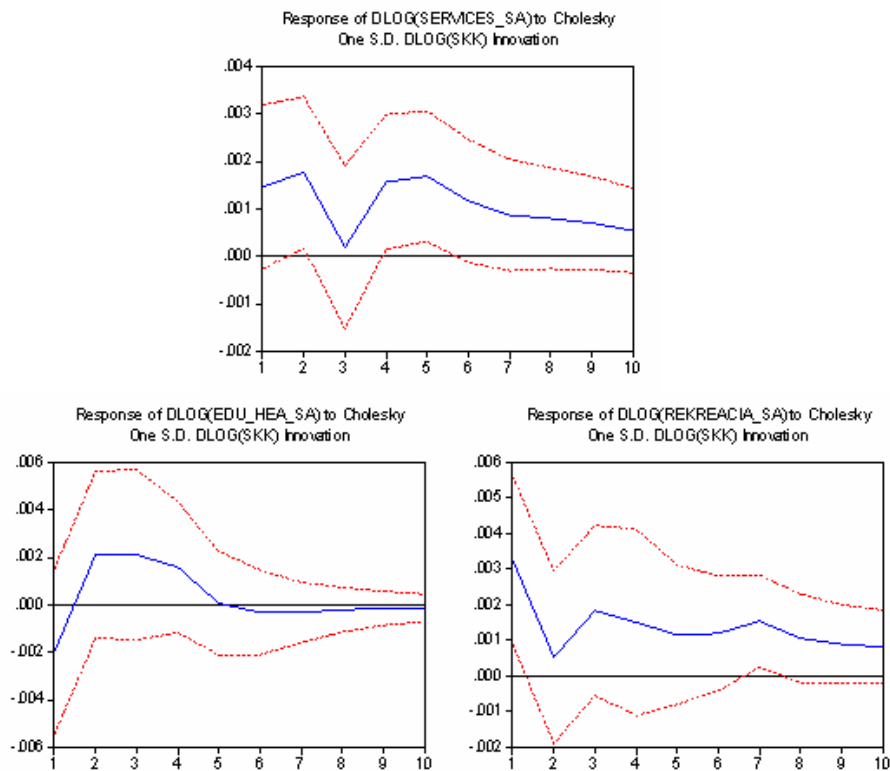 Response of DLOG(SERVICES_SA) to Cholesky
One S.D. DLOG(SKK) Innovation
.004
.003
.002
.001
.000
-.001
-.002
1 2 3 4 5 6 7 8 9 10
Response of DLOG(EDU_HEA_SA) to Cholesky
One S.D. DLOG(SKK) Innovation
.006
.004
.002
.000
-.002
-.004
-.006
1 2 3 4 5 6 7 8 9 10
Response of DLOG(REKREACIA_SA) to Cholesky
One S.D. DLOG(SKK) Innovation
.006
.005
.004
.003
.002
.001
.000
-.001
-.002
1 2 3 4 5 6 7 8 9 10